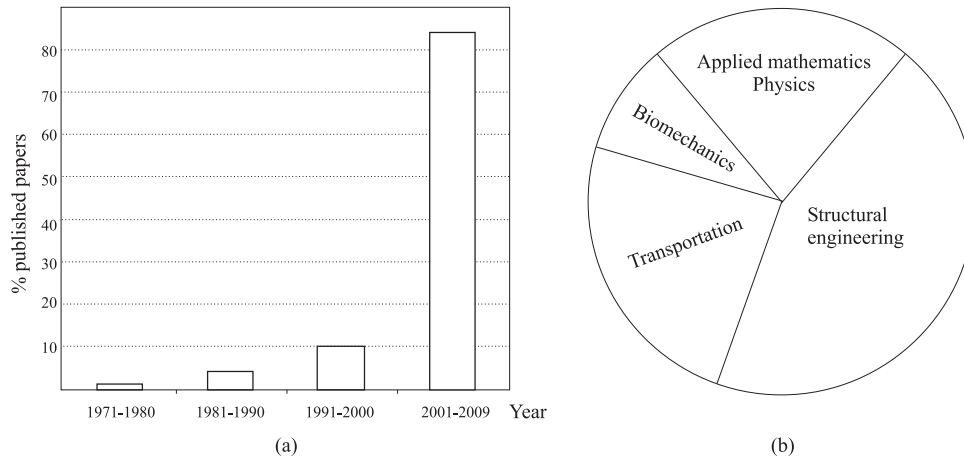 % published papers
80
70
60
50
40
30
20
10
1971-1980
1981-1990
1991-2000
2001-2009
Year
(a)
Applied mathematics
Physics
Biomechanics
Transportation
Structural
engineering
(b)